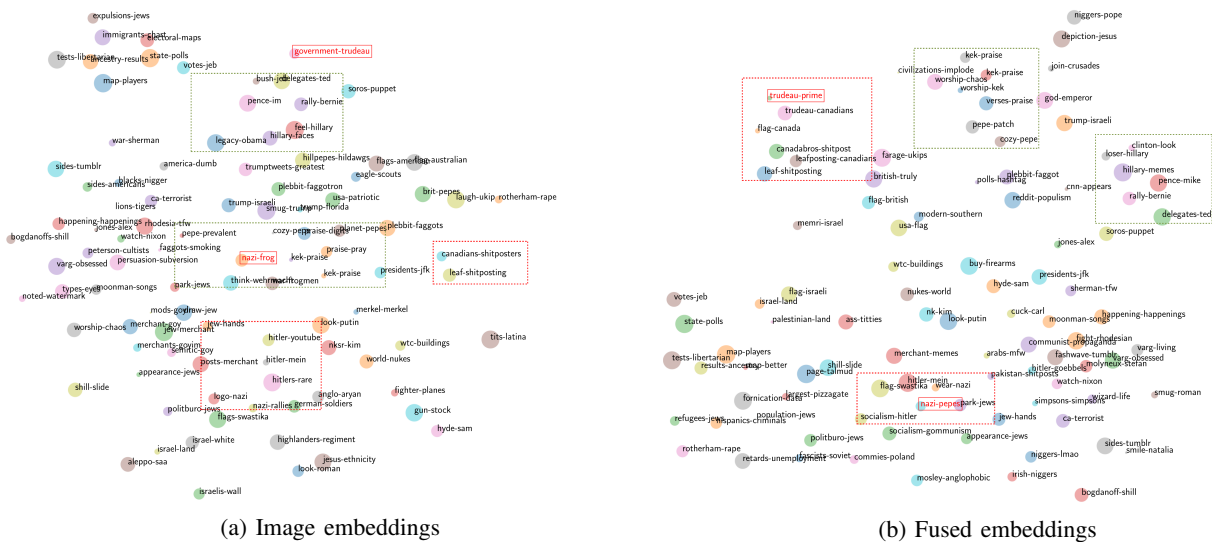 expulsions-jews
immigrants-chast
electoral-maps
tests-libertarian
ancestry-results
state-polls
votes-jeb
map-players
government-trudeau
bush-jeb
delegates-ted
soros-puppet
pence-im
rally-bernie
feel-hillary
legacy-obama
hillary-faces
war-sherman
hillpepes-hildawgs
flags-american
flag-australian
sides-tumblr
america-dumb
trumptweets-greatest
eagle-scouts
blacks-nigger
sides-americans
plebbit-faggotron
brit-pepes
ca-terrorist
usa-patriotic
laugh-ukip
rotherham-rape
lions-tigers
trump-israeli
smug-trump
trump-florida
happening-happenings
jones-alex
rhodesia-tfw
plebbit-faggots
bogdanoffs-shill
watch-nixon
pepe-prevalent
cozy-pepe
praise-digits
planet-pepes
peterson-cultists
faggots-smoking
praise-pray
persuasion-subversion
nazi-frog
kek-praise
canadians-shitposters
varg-obsessed
kek-praise
presidents-jfk
leaf-shitposting
think-wehrmacht
types-eyes
moonman-songs
park-jews
noted-watermark
mods-goyim
draw-jew
merkel-merkel
worship-chaos
merchant-goy
jew-merchant
jew-hands
look-putin
merchants-goyim
semitic-goy
hitler-youtube
nksr-kim
wtc-buildings
tits-latina
posts-merchant
hitler-mein
world-nukes
appearance-jews
shill-slide
hitlers-rare
anglo-aryan
fighter-planes
logo-nazi
politburo-jews
nazi-rallies
german-soldiers
flags-swastika
gun-stock
hyde-sam
israel-white
highlanders-regiment
israel-land
aleppo-saa
jesus-ethnicity
look-roman
israelis-wall
(a) Image embeddings
niggers-pope
depiction-jesus
kek-praise
join-crusades
civilizations-implode
kek-praise
worship-chaos
worship-kek
trudeau-prime
verses-praise
god-emperor
trudeau-canadians
trump-israeli
flag-canada
pepe-patch
cozy-pepe
clinton-look
canadabros-shitpost
leafposting-canadians
farage-ukips
loser-hillary
leaf-shitposting
british-truly
polls-hashtag
plebbit-faggot
hillary-memes
cnn-appears
pence-mike
flag-british
reddit-populism
rally-bernie
modern-southern
memri-israel
usa-flag
delegates-ted
soros-puppet
jones-alex
wtc-buildings
buy-firearms
presidents-jfk
votes-jeb
flag-israeli
israel-land
nukes-world
hyde-sam
sherman-tfw
nk-kim
look-putin
cuck-carl
moonman-songs
happening-happenings
state-polls
palestinian-land
ass-titties
fight-rhodesian
communist-propaganda
varg-living
tests-libertarian
map-players
merchant-memes
arabs-mfw
fashwave-tumblr
varg-obsessed
results-ancestry
shill-slide
page-talmud
hitler-goebbels
molyneux-stefan
hitler-mein
pakistan-shitposts
flag-swastika
wear-nazi
watch-nixon
fornication-data
largest-pizzagate
nazi-pepes
park-jews
simpsons-simpsons
wizard-life
smug-roman
population-jews
socialism-hitler
jew-hands
ca-terrorist
refugees-jews
hispanics-criminals
socialism-gommunism
politburo-jews
appearance-jews
sides-tumblr
smile-natalia
rotherham-rape
retards-unemployment
fascists-soviet
commies-poland
niggers-lmao
mosley-anglophobic
irish-niggers
bogdanoff-shill
(b) Fused embeddings